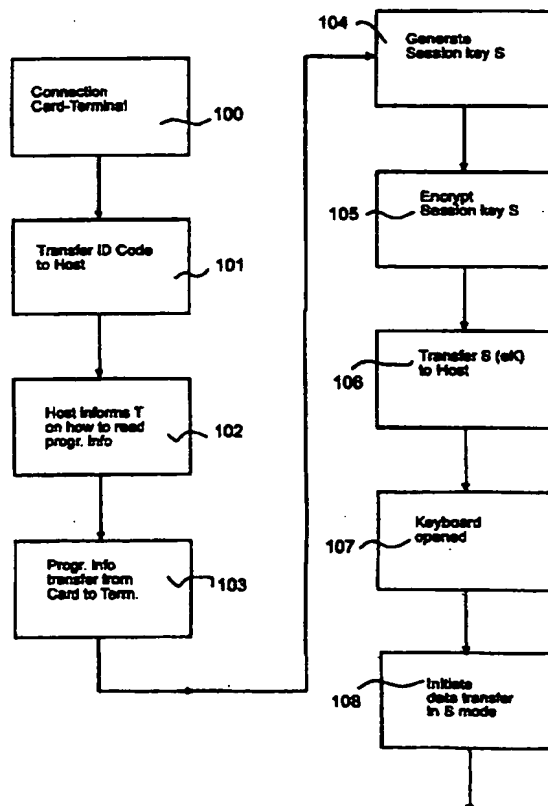 Connection
Card-Terminal
100
Transfer ID Code
to Host
101
Host informs T
on how to read
progr. Info
102
Progr. Info
transfer from
Card to Term.
103
104
Generate
Session key S
105
Encrypt
Session key S
106
Transfer S (eK)
to Host
107
Keyboard
opened
108
Initiate
data transfer
in S mode